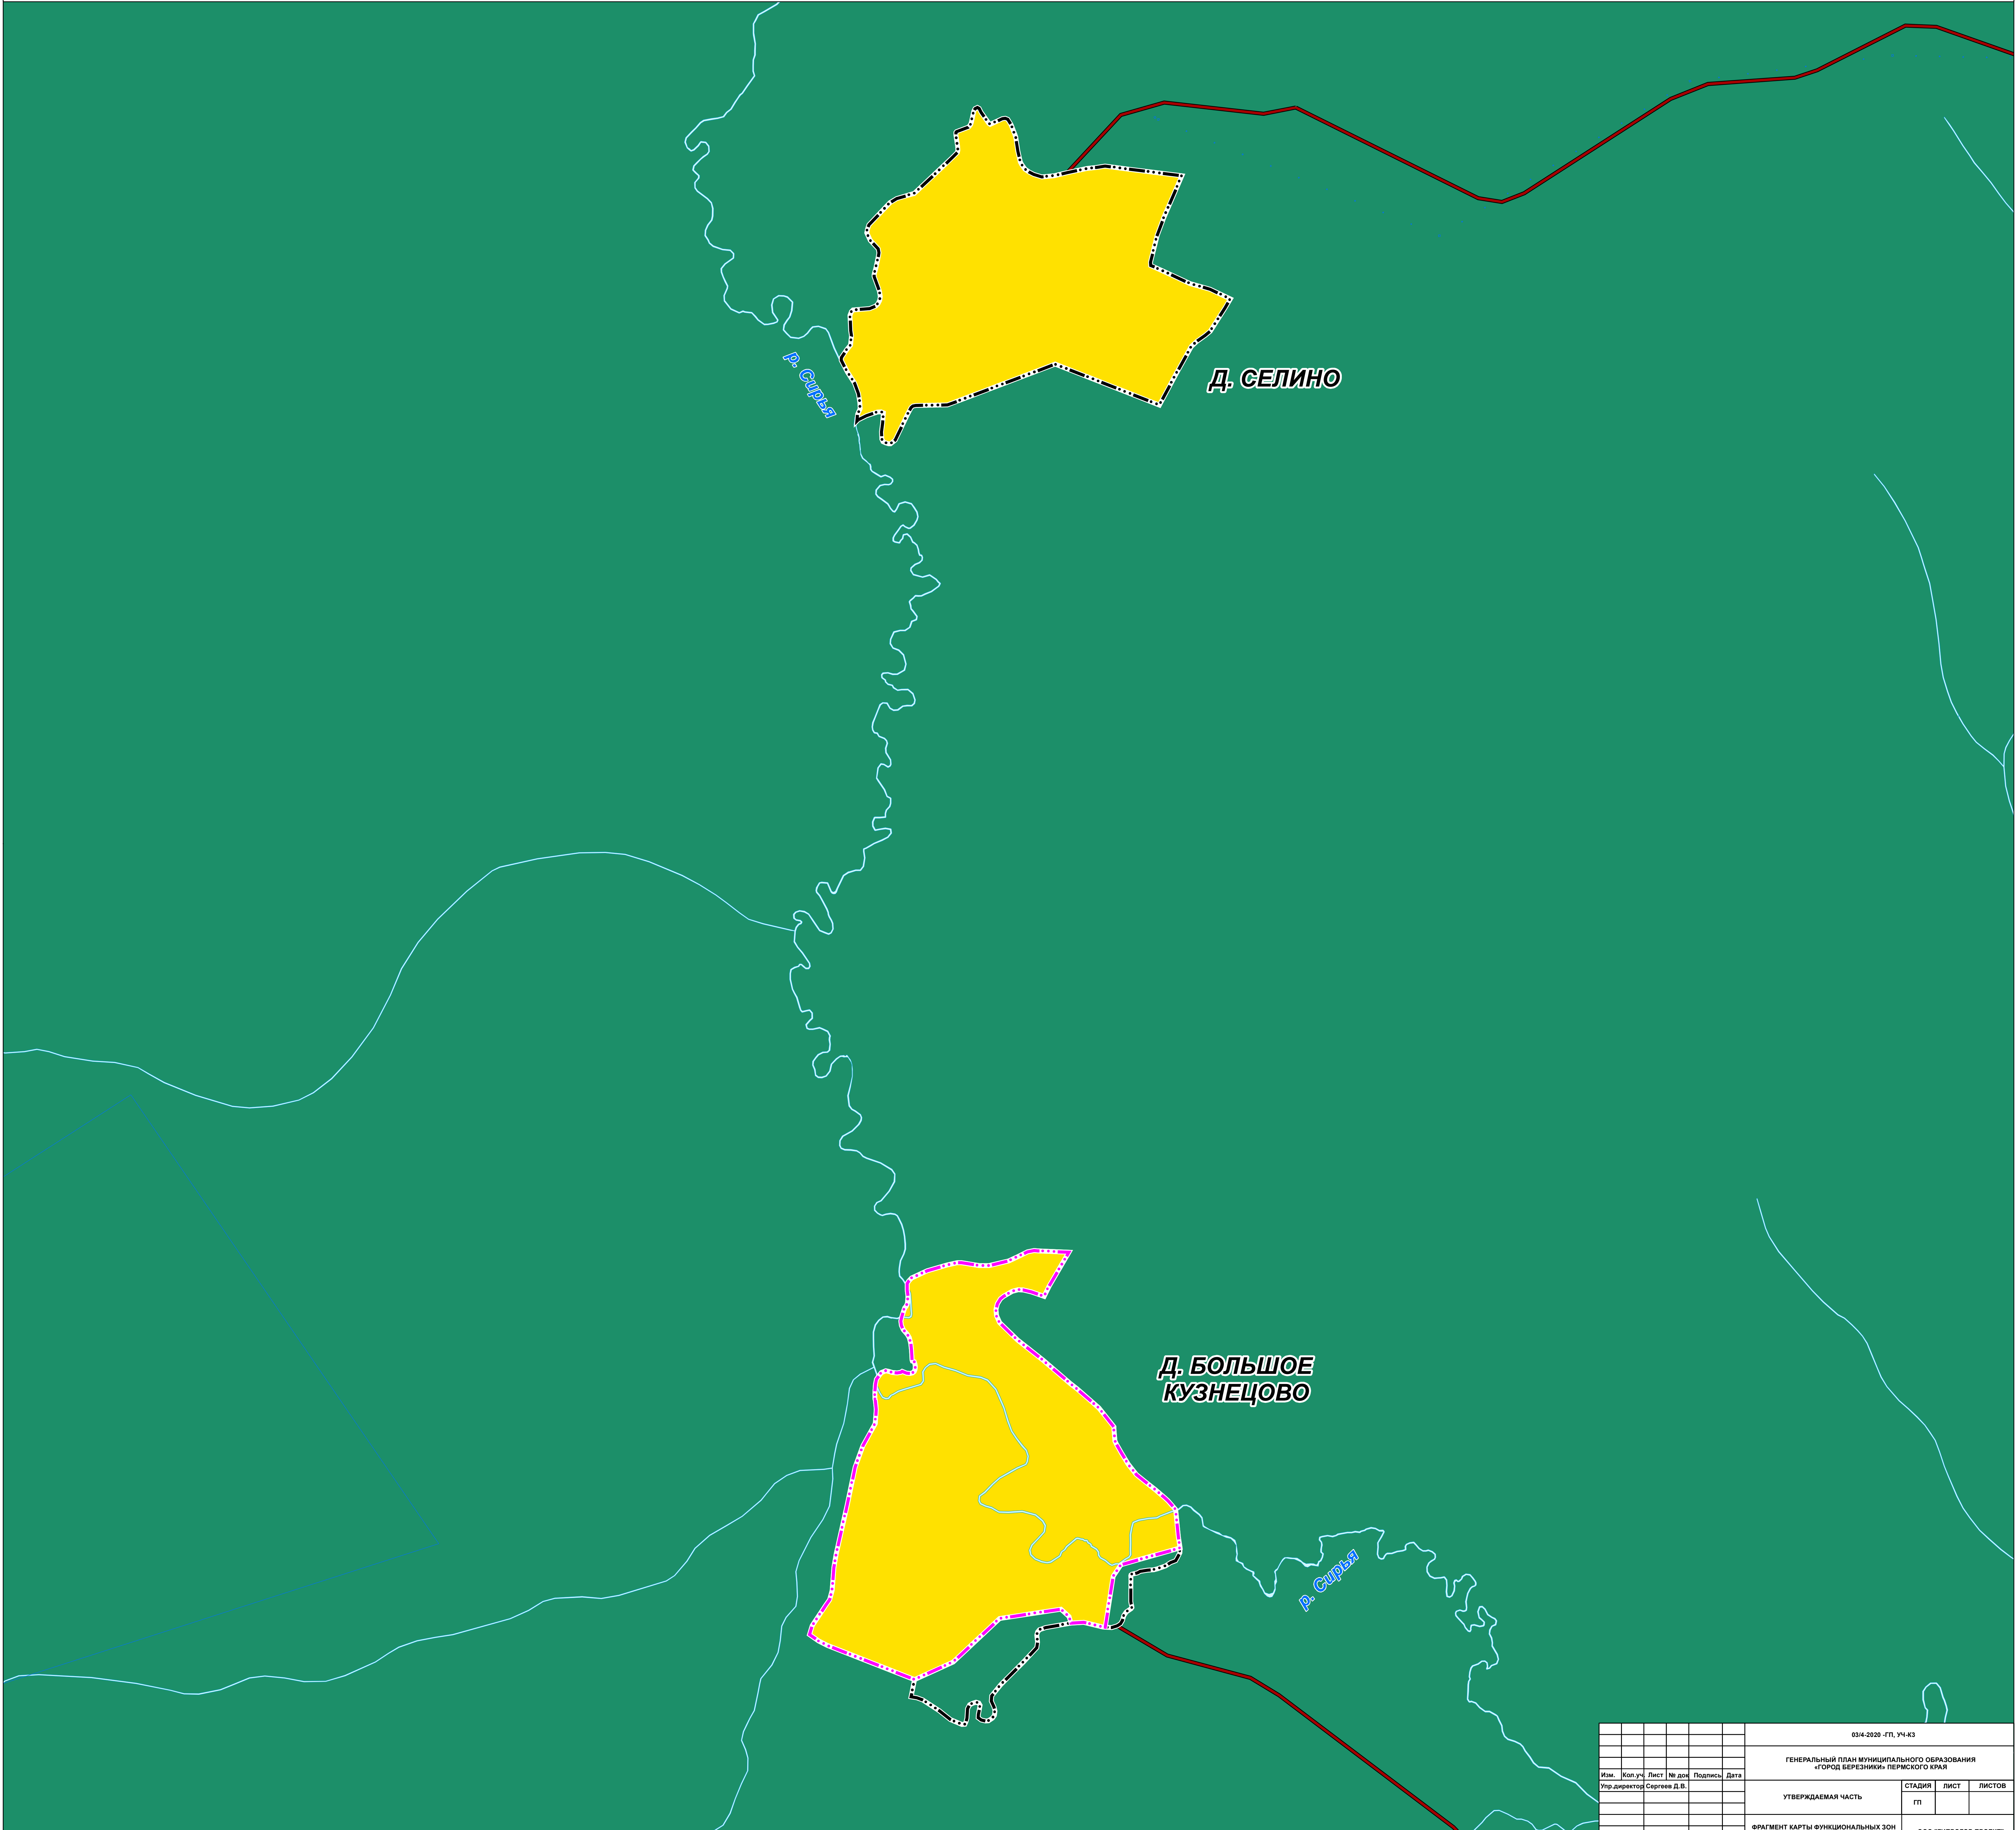 р. Сирья
Д. СЕЛИНО
Д. БОЛЬШОЕ
КУЗНЕЦОВО
р. Сирья
03/4-2020 -ГП, УЧ-КЗ
ГЕНЕРАЛЬНЫЙ ПЛАН МУНИЦИПАЛЬНОГО ОБРАЗОВАНИЯ
«ГОРОД БЕРЕЗНИКИ» ПЕРМСКОГО КРАЯ
Изм. Кол.уч Лист № док Подпись Дата
Упр.директор Сергеев Д.В.
УТВЕРЖДАЕМАЯ ЧАСТЬ
СТАДИЯ ЛИСТ ЛИСТОВ
ГП
ФРАГМЕНТ КАРТЫ ФУНКЦИОНАЛЬНЫХ ЗОН